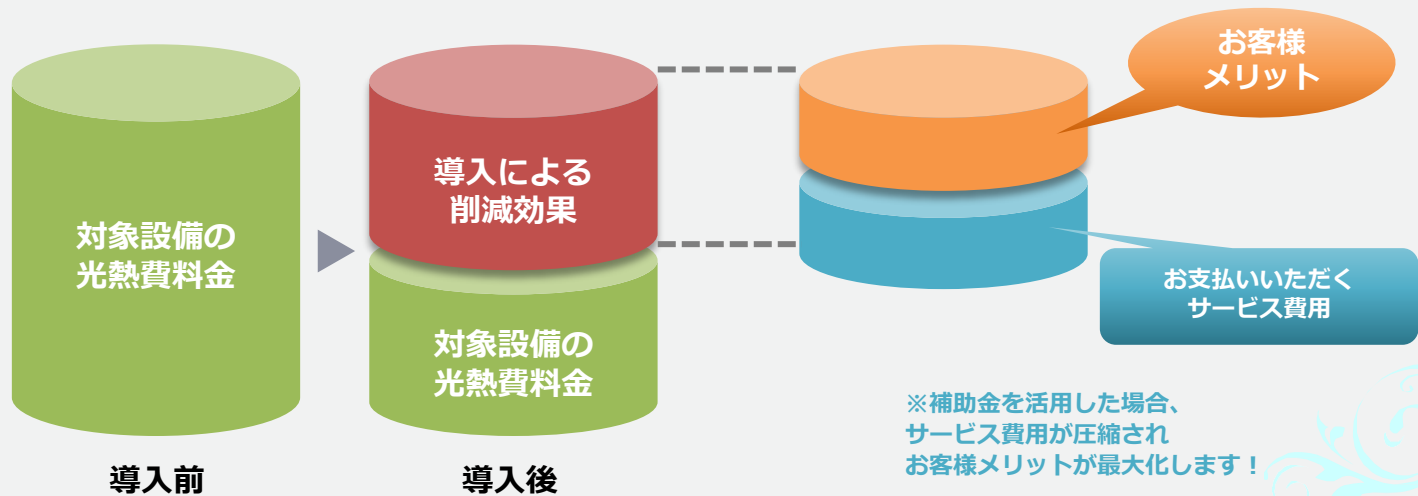 対象設備の
光熱費料金
導入前
導入による
削減効果
対象設備の
光熱費料金
導入後
お客様
メリット
お支払いいただく
サービス費用
※補助金を活用した場合、
サービス費用が圧縮され
お客様メリットが最大化します！